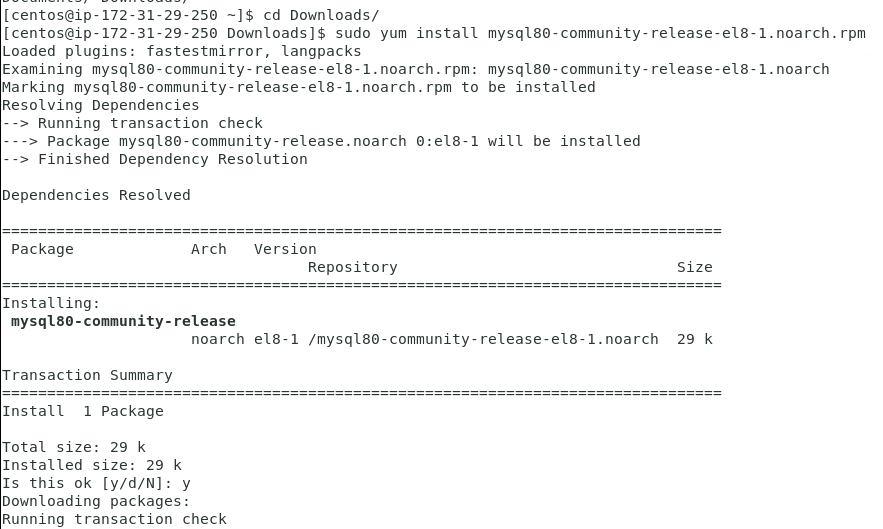 Documents/ Downloads/
[centos@ip-172-31-29-250 ~]$ cd Downloads/
[centos@ip-172-31-29-250 Downloads]$ sudo yum install mysql80-community-release-el8-1.noarch.rpm
Loaded plugins: fastestmirror, langpacks
Examining mysql80-community-release-el8-1.noarch.rpm: mysql80-community-release-el8-1.noarch
Marking mysql80-community-release-el8-1.noarch.rpm to be installed
Resolving Dependencies
--> Running transaction check
---> Package mysql80-community-release.noarch 0:el8-1 will be installed
--> Finished Dependency Resolution

Dependencies Resolved

================================================================================
 Package             Arch   Version
                                  Repository                               Size
================================================================================
Installing:
 mysql80-community-release
                     noarch el8-1 /mysql80-community-release-el8-1.noarch  29 k

Transaction Summary
================================================================================
Install  1 Package

Total size: 29 k
Installed size: 29 k
Is this ok [y/d/N]: y
Downloading packages:
Running transaction check